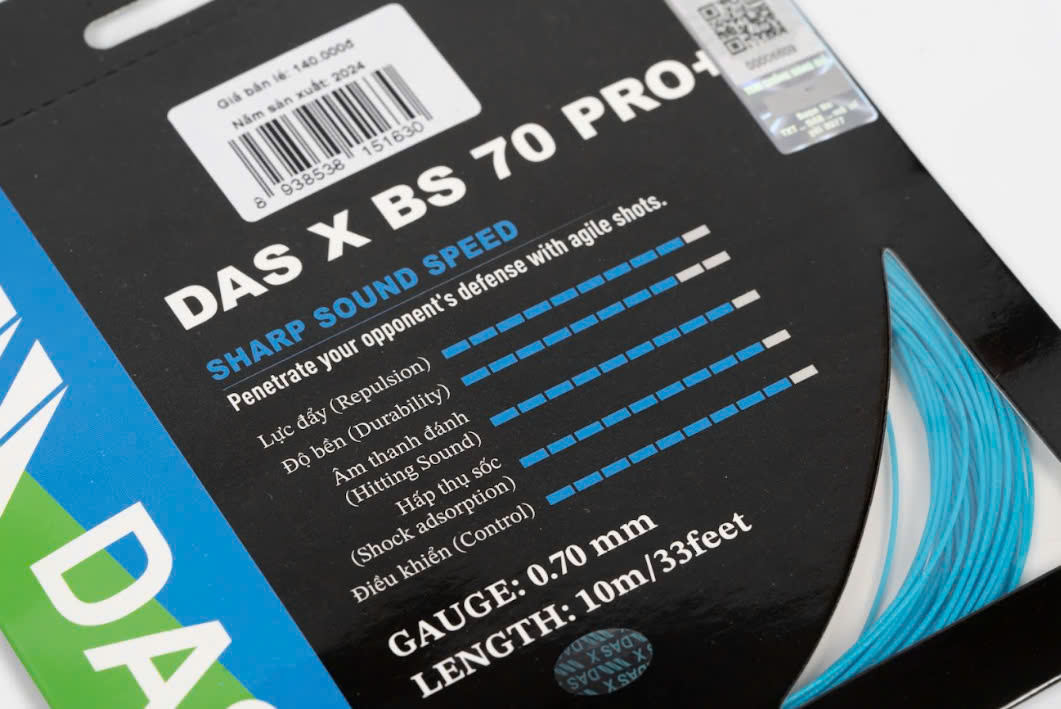 Giá bán lẻ: 140.000đ
Năm sản xuất: 2024
8 938538 151630
DAS X BS 70 PRO+
SHARP SOUND SPEED
Penetrate your opponent's defense with agile shots.
Lực đẩy (Repulsion)
Độ bền (Durability)
Âm thanh đánh
(Hitting Sound)
Hấp thụ sốc
(Shock adsorption)
Điều khiển (Control)
GAUGE: 0.70 mm
LENGTH: 10m/33feet
DAS X
DAS